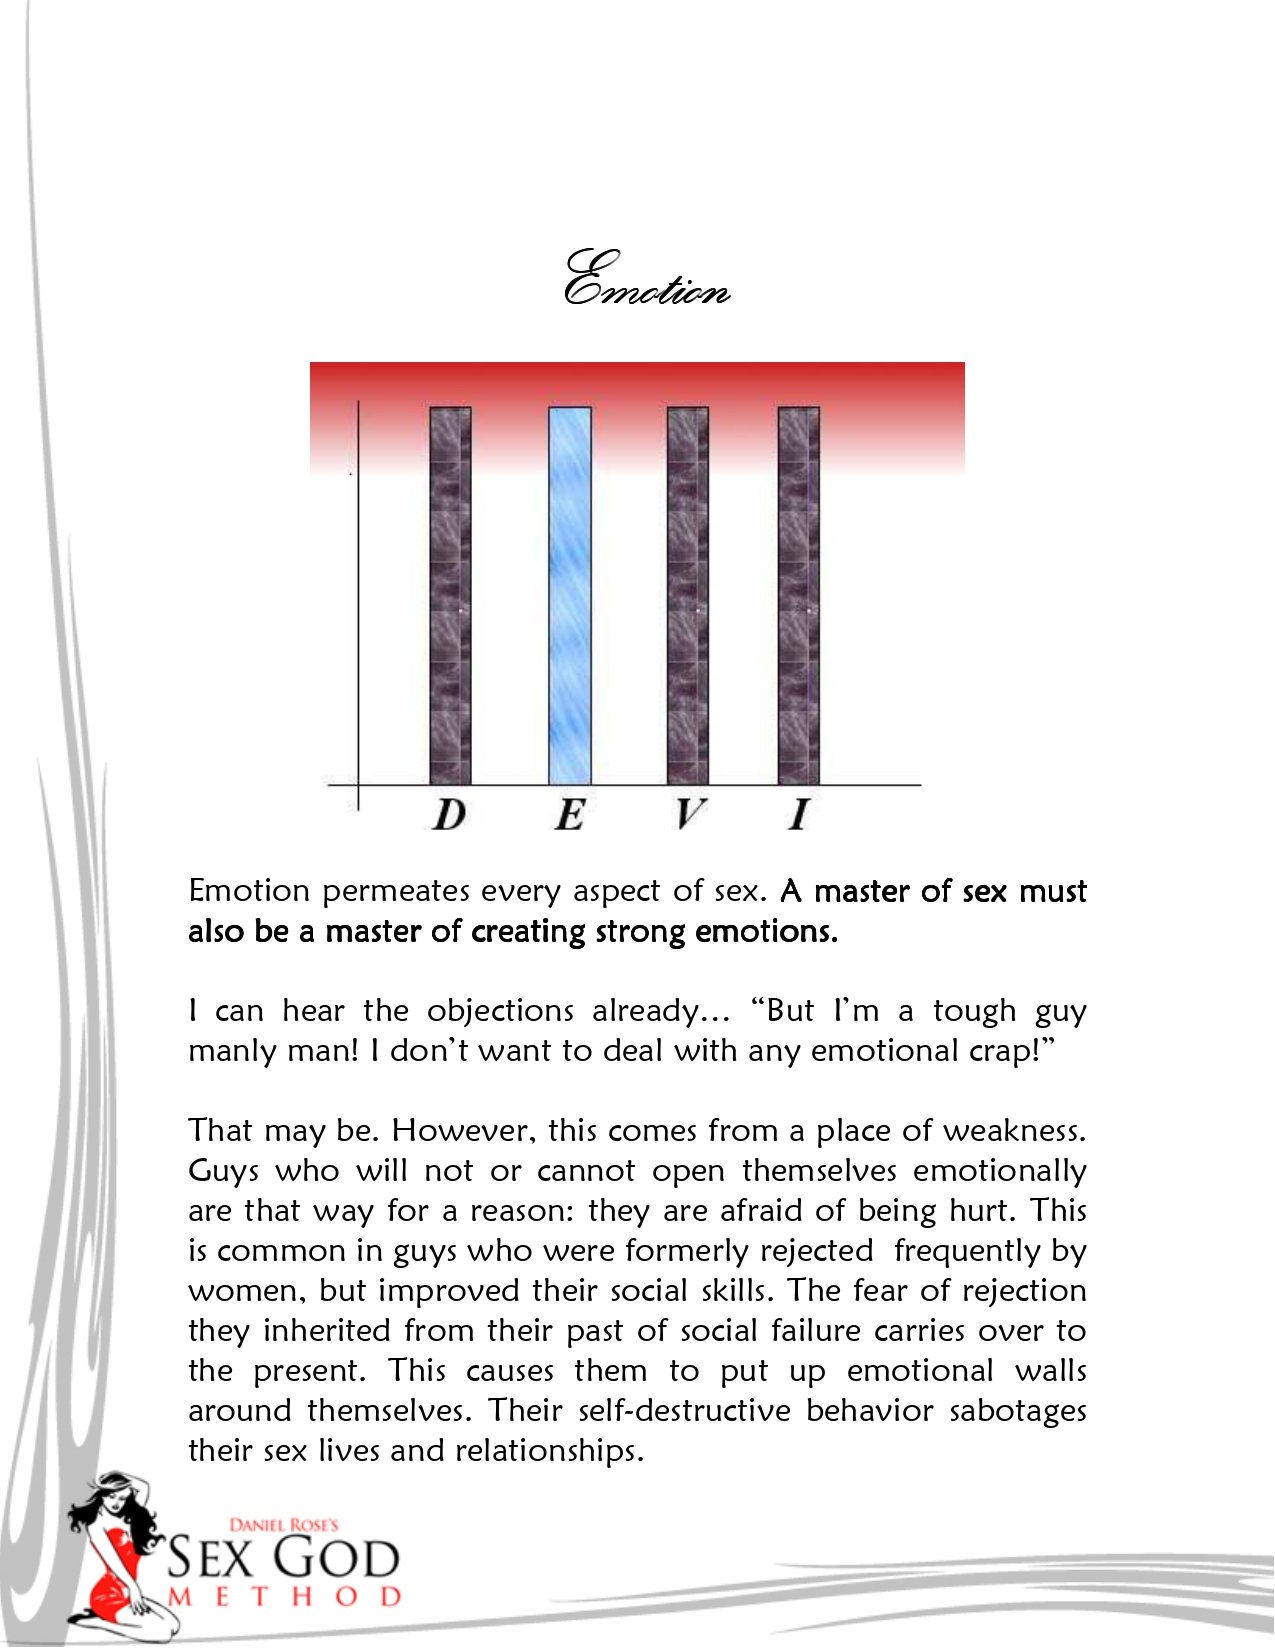 Emotion
D E V I
Emotion permeates every aspect of sex. A master of sex must
also be a master of creating strong emotions.
I can hear the objections already… “But I’m a tough guy
manly man! I don’t want to deal with any emotional crap!”
That may be. However, this comes from a place of weakness.
Guys who will not or cannot open themselves emotionally
are that way for a reason: they are afraid of being hurt. This
is common in guys who were formerly rejected  frequently by
women, but improved their social skills. The fear of rejection
they inherited from their past of social failure carries over to
the present. This causes them to put up emotional walls
around themselves. Their self-destructive behavior sabotages
their sex lives and relationships.
DANIEL ROSE'S
SEX GOD
METHOD